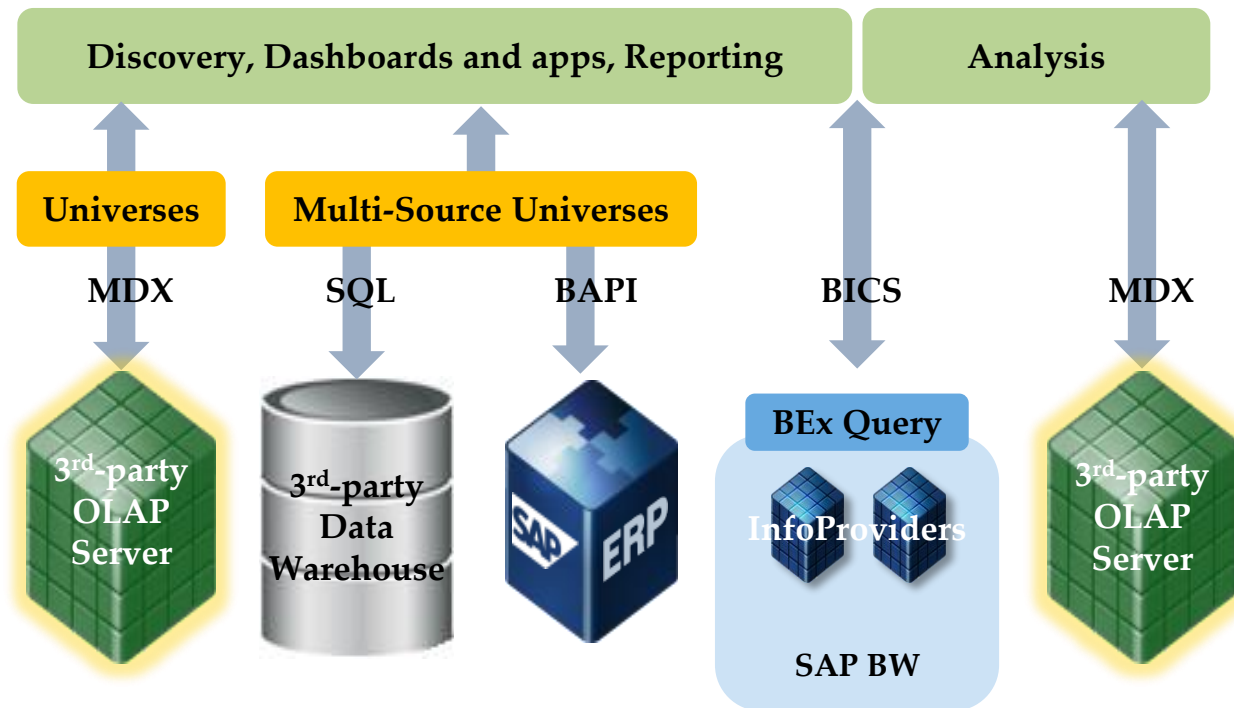 Discovery, Dashboards and apps, Reporting
Analysis
Universes
Multi-Source Universes
MDX
SQL
BAPI
BICS
MDX
3rd-party
OLAP
Server
3rd-party
Data
Warehouse
SAP
ERP
BEx Query
InfoProviders
SAP BW
3rd-party
OLAP
Server